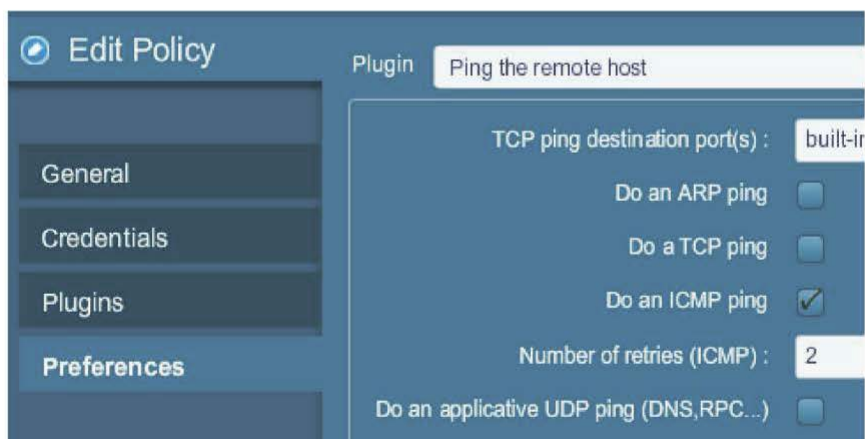 Edit Policy
General
Credentials
Plugins
Preferences
Plugin Ping the remote host
TCP ping destination port(s) :
Do an ARP ping
Do a TCP ping
Do an ICMP ping
Number of retries (ICMP) : 2
Do an applicative UDP ping (DNS,RPC...)